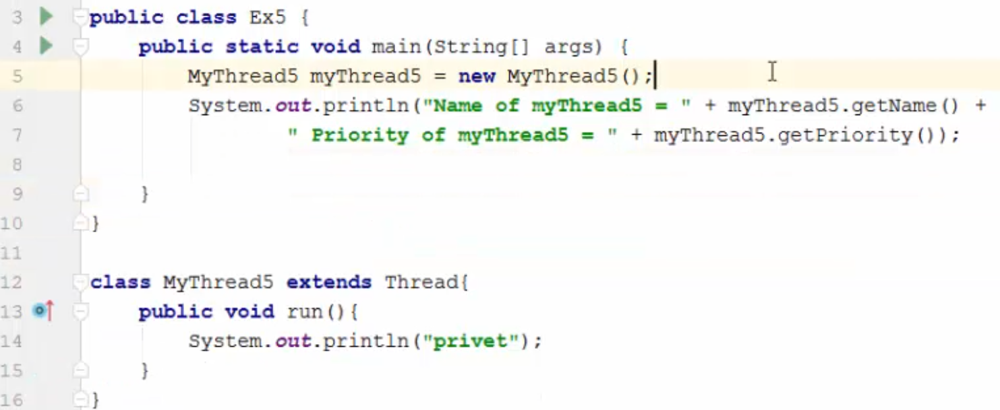 3 public class Ex5 {
4 public static void main(String[] args) {
5 MyThread5 myThread5 = new MyThread5();
6 System.out.println("Name of myThread5 = " + myThread5.getName() +
7 " Priority of myThread5 = " + myThread5.getPriority());
8
9 }
10 }
11
12 class MyThread5 extends Thread{
13 public void run(){
14 System.out.println("privet");
15 }
16 }